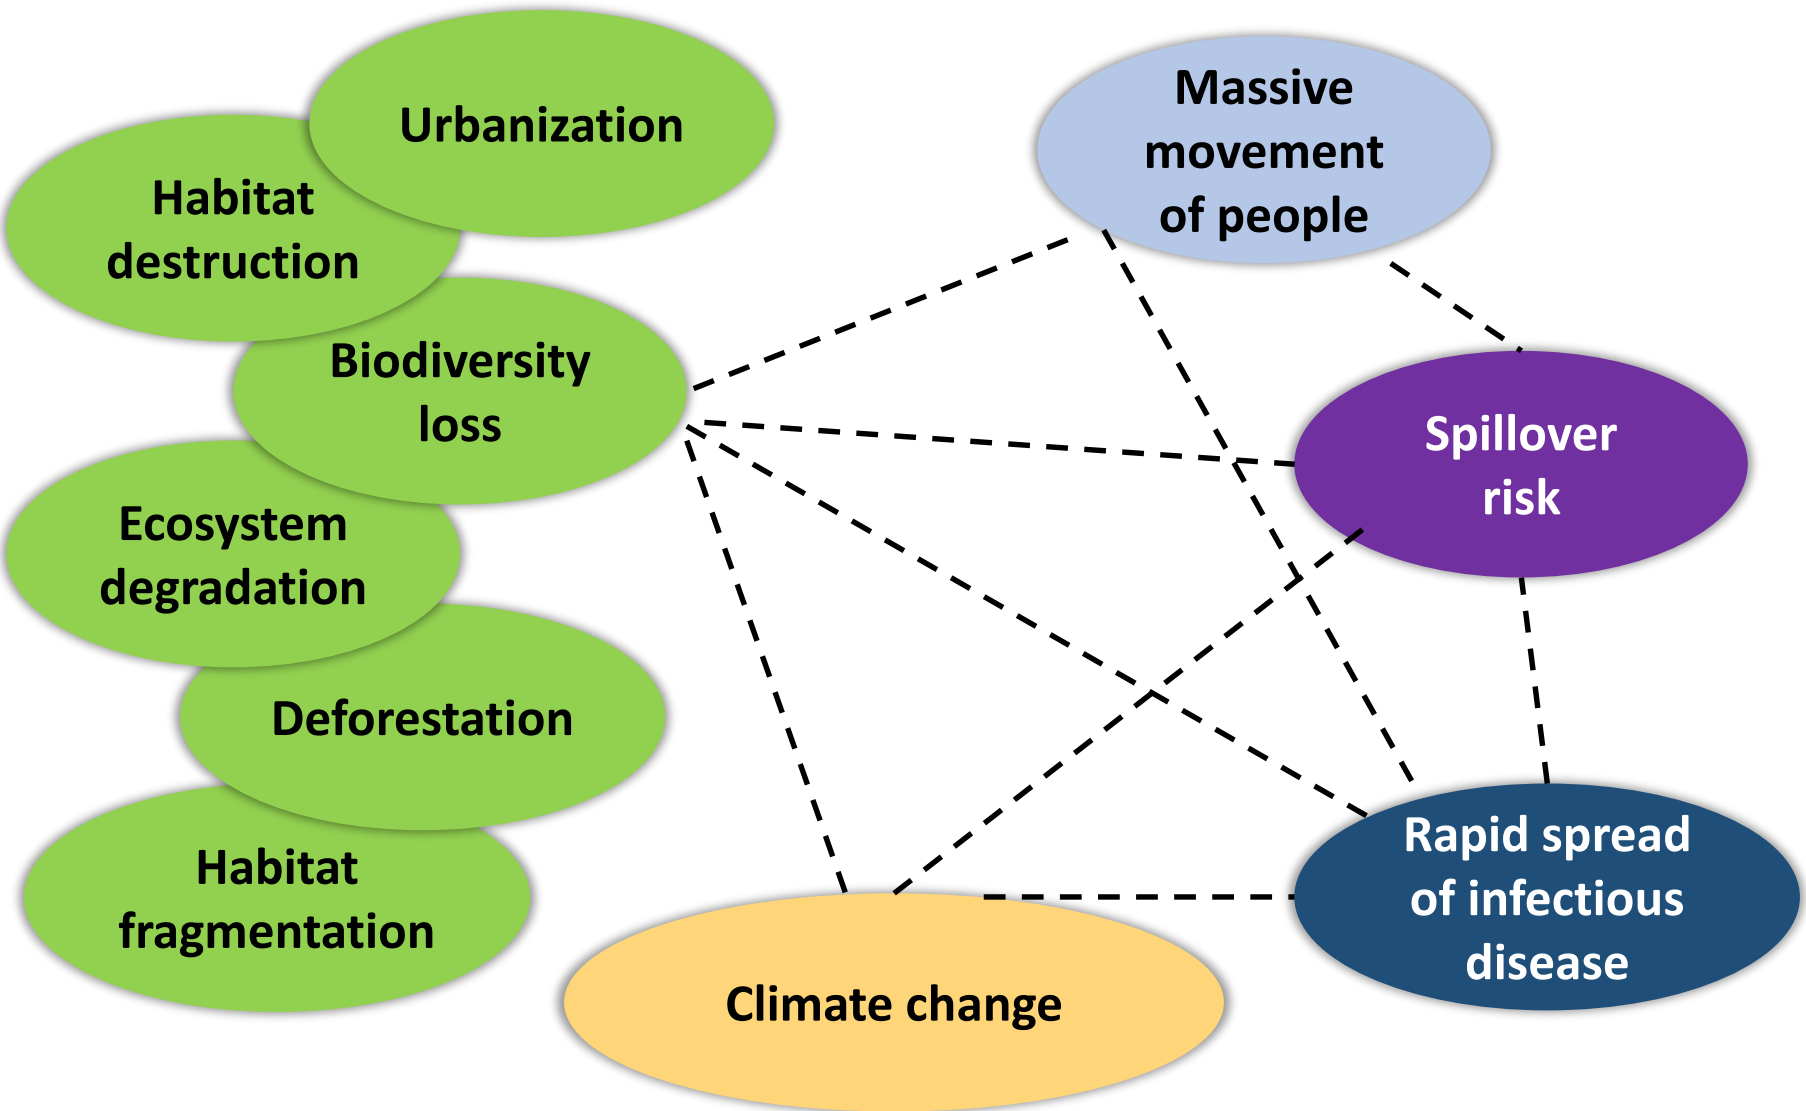 Urbanization
Habitat
destruction
Biodiversity
loss
Ecosystem
degradation
Deforestation
Habitat
fragmentation
Massive
movement
of people
Spillover
risk
Rapid spread
of infectious
disease
Climate change